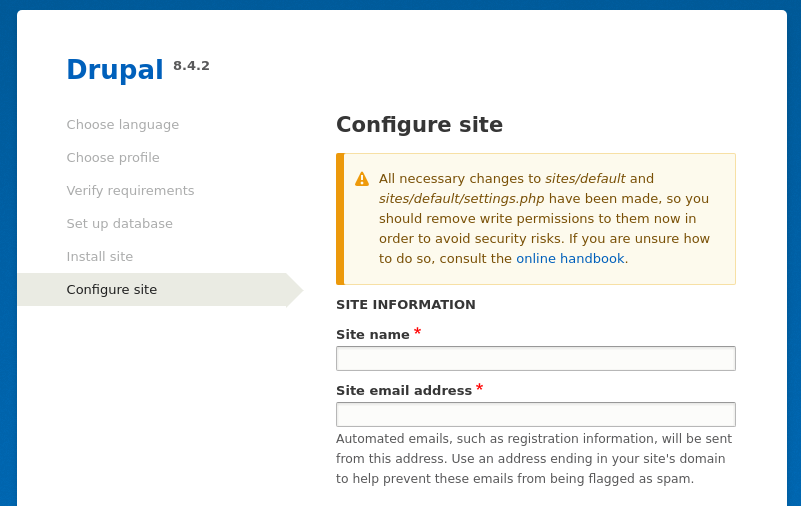 Drupal 8.4.2
Choose language
Choose profile
Verify requirements
Set up database
Install site
Configure site
Configure site
All necessary changes to sites/default and
sites/default/settings.php have been made, so you
should remove write permissions to them now in
order to avoid security risks. If you are unsure how
to do so, consult the online handbook.
SITE INFORMATION
Site name *
Site email address *
Automated emails, such as registration information, will be sent
from this address. Use an address ending in your site's domain
to help prevent these emails from being flagged as spam.